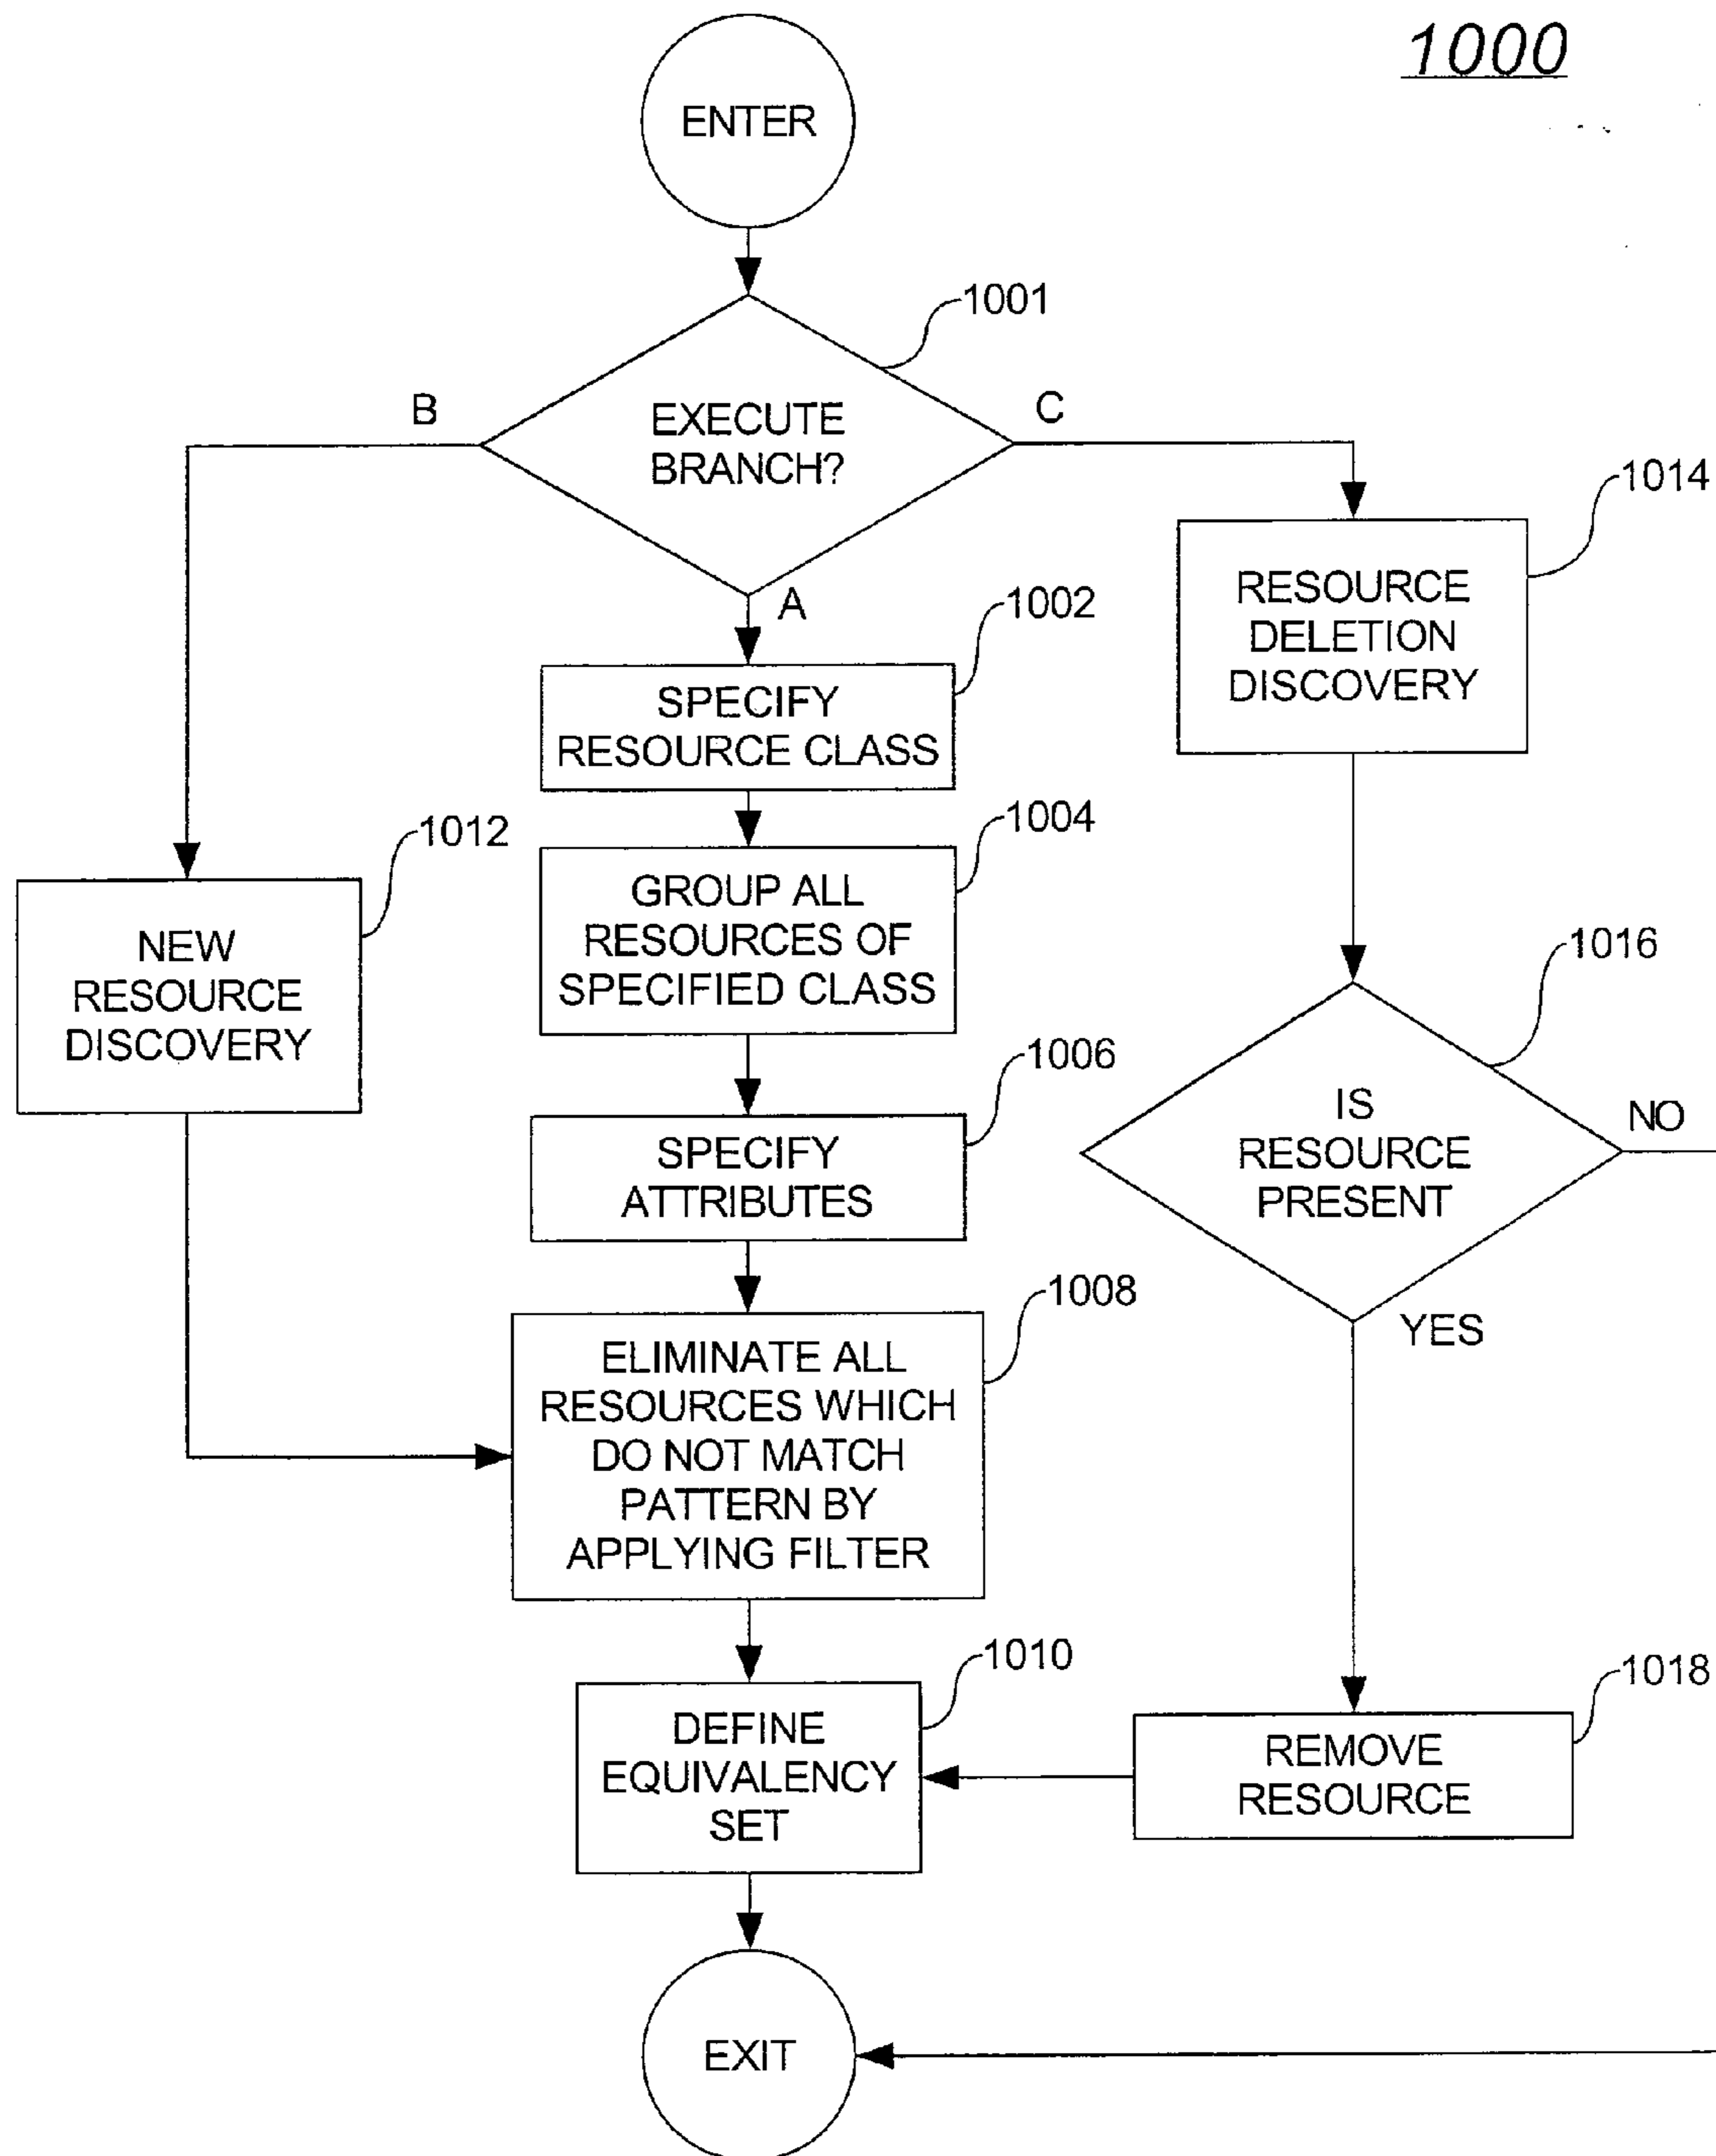 1000
ENTER
1001
EXECUTE
BRANCH?
B
C
A
1002
SPECIFY
RESOURCE CLASS
1014
RESOURCE
DELETION
DISCOVERY
1004
GROUP ALL
RESOURCES OF
SPECIFIED CLASS
1012
NEW
RESOURCE
DISCOVERY
1006
SPECIFY
ATTRIBUTES
1016
IS
RESOURCE
PRESENT
NO
YES
1008
ELIMINATE ALL
RESOURCES WHICH
DO NOT MATCH
PATTERN BY
APPLYING FILTER
1010
DEFINE
EQUIVALENCY
SET
1018
REMOVE
RESOURCE
EXIT